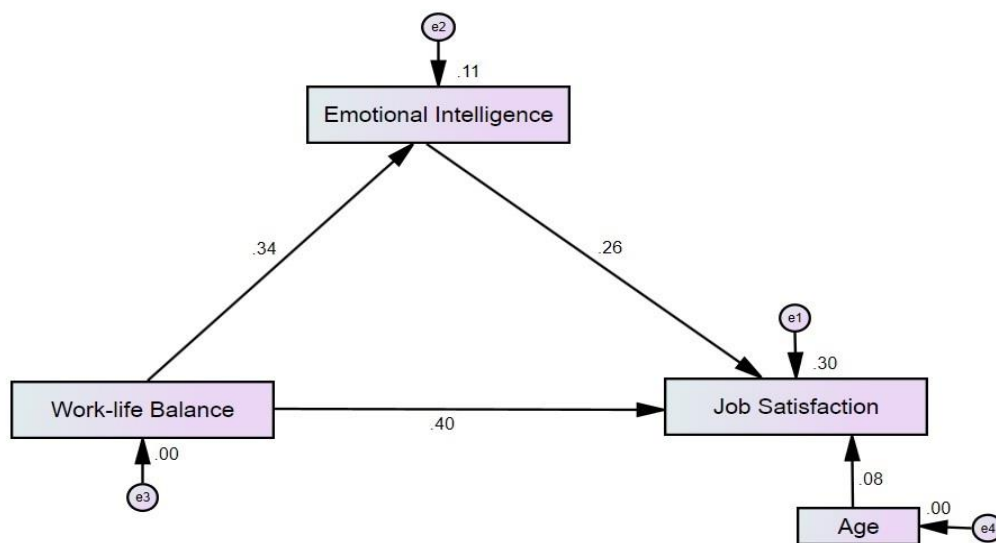 e2
.11
Emotional Intelligence
.34
.26
e1
.30
Work-life Balance
Job Satisfaction
.40
.00
.08
e3
.00
Age
e4